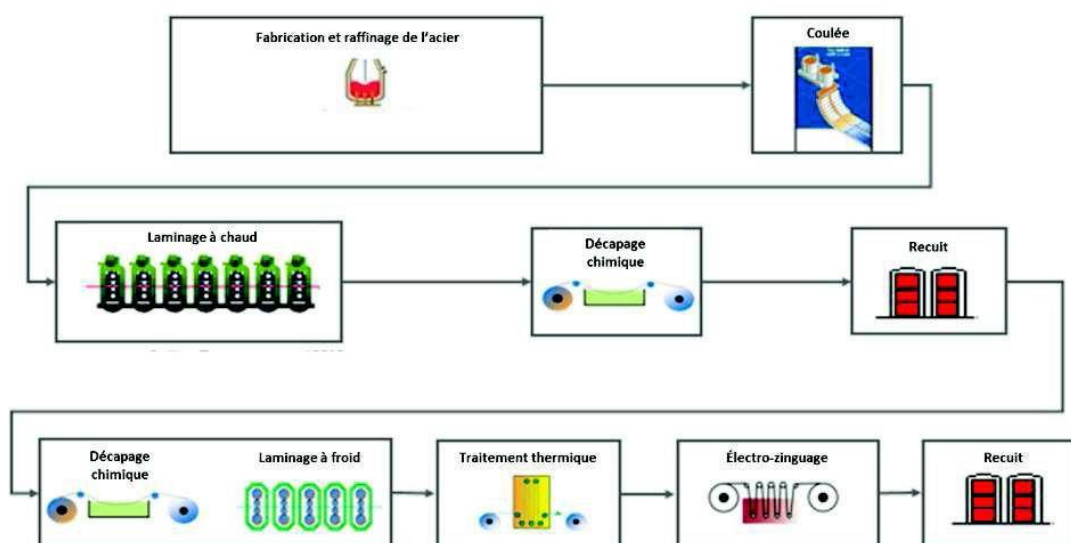 Fabrication et raffinage de l'acier
Coulée
Laminage à chaud
Décapage
chimique
Recuit
Décapage
chimique
Laminage à froid
Traitement thermique
Électro-zinguage
Recuit